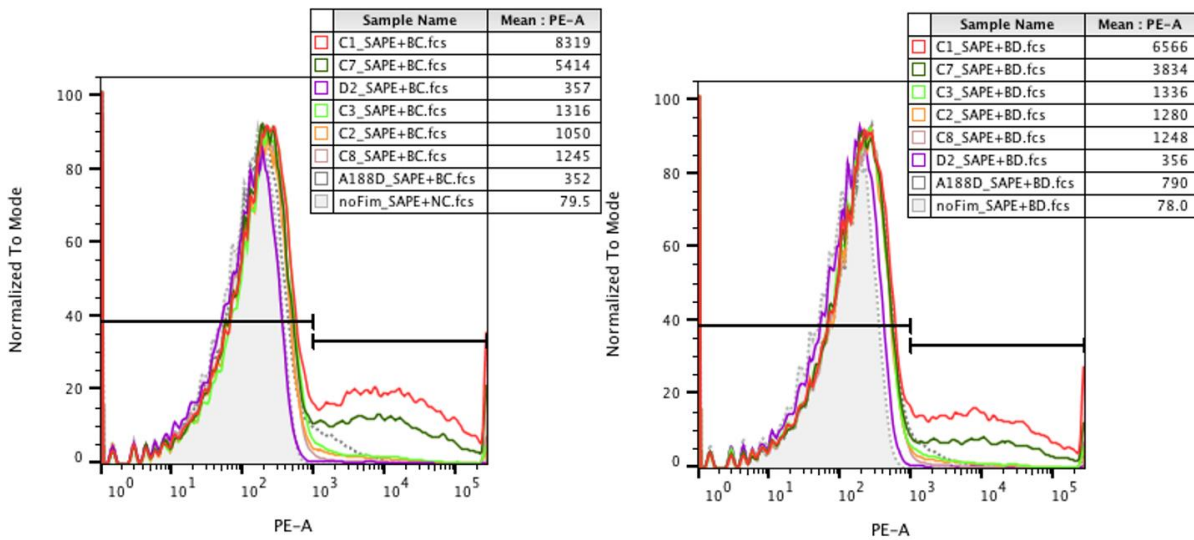 Sample Name Mean : PE-A
C1_SAPE+BC.fcs 8319
C7_SAPE+BC.fcs 5414
D2_SAPE+BC.fcs 357
C3_SAPE+BC.fcs 1316
C2_SAPE+BC.fcs 1050
C8_SAPE+BC.fcs 1245
A188D_SAPE+BC.fcs 352
noFim_SAPE+NC.fcs 79.5
Normalized To Mode
100
80
60
40
20
0
10^0 10^1 10^2 10^3 10^4 10^5
PE-A
Sample Name Mean : PE-A
C1_SAPE+BD.fcs 6566
C7_SAPE+BD.fcs 3834
C3_SAPE+BD.fcs 1336
C2_SAPE+BD.fcs 1280
C8_SAPE+BD.fcs 1248
D2_SAPE+BD.fcs 356
A188D_SAPE+BD.fcs 790
noFim_SAPE+BD.fcs 78.0
Normalized To Mode
100
80
60
40
20
0
10^0 10^1 10^2 10^3 10^4 10^5
PE-A